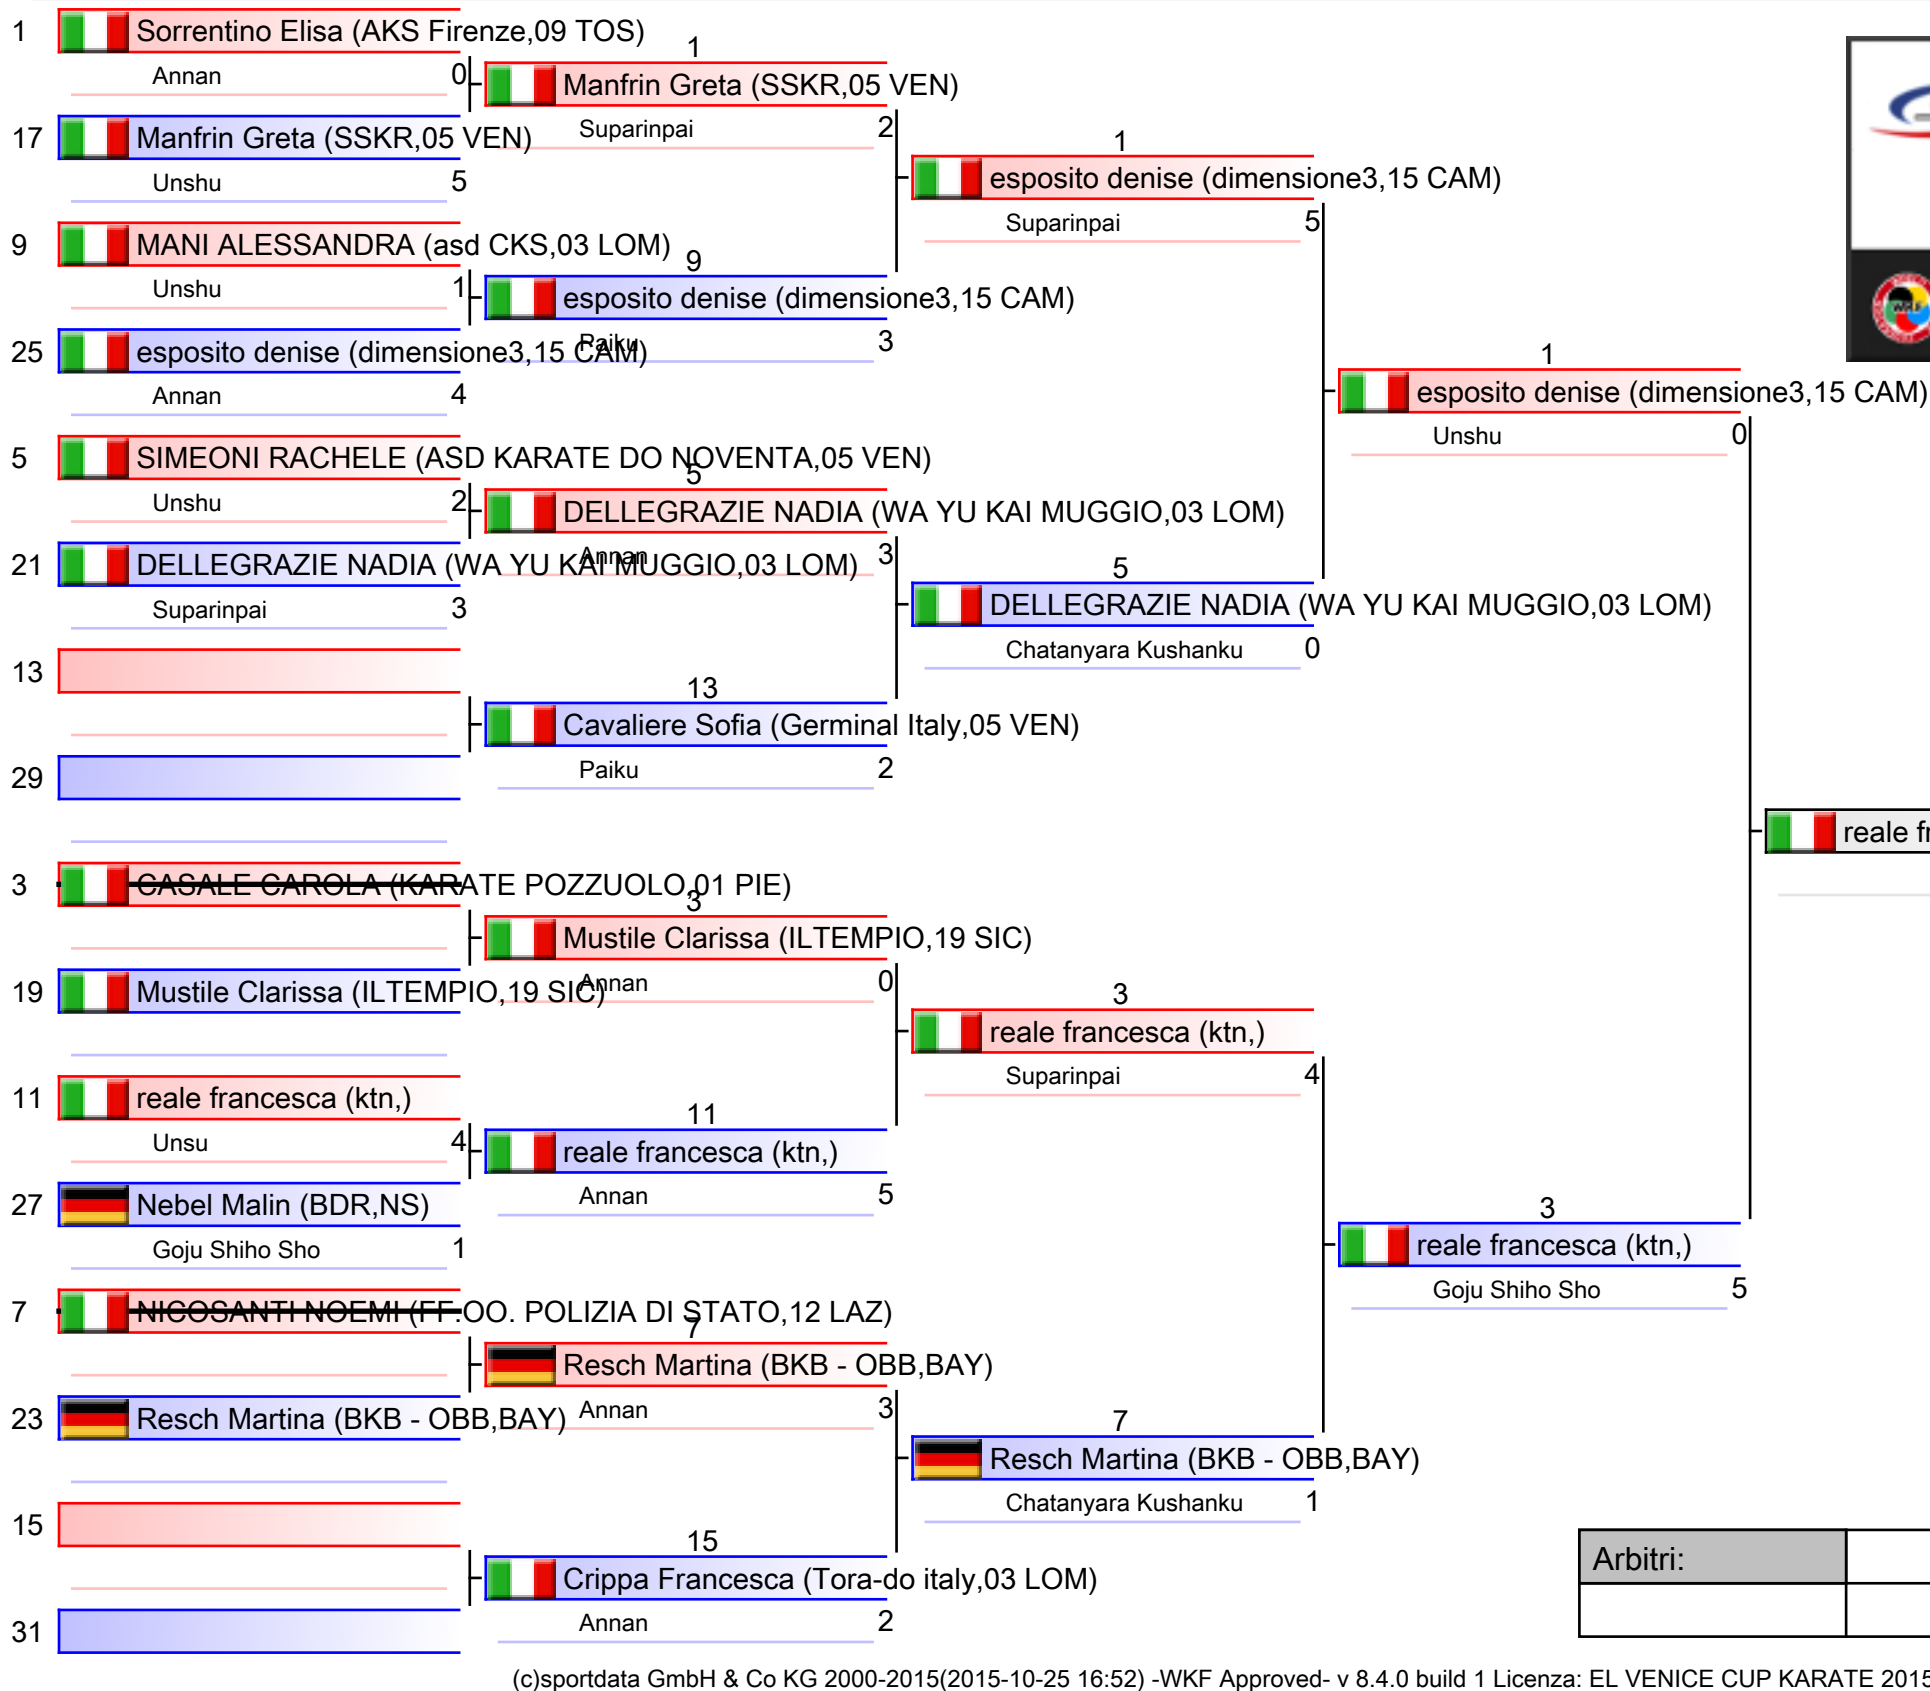 1 Sorrentino Elisa (AKS Firenze,09 TOS)
Annan 0
17 Manfrin Greta (SSKR,05 VEN)
Unshu 5
9 MANI ALESSANDRA (asd CKS,03 LOM)
Unshu 1
25 esposito denise (dimensione3,15 CAM)
Annan 4
5 SIMEONI RACHELE (ASD KARATE DO NOVENTA,05 VEN)
Unshu 2
21 DELLEGRAZIE NADIA (WA YU KAI MUGGIO,03 LOM)
Suparinpai 3
13
29
3 CASALE CAROLA (KARATE POZZUOLO,01 PIE)
19 Mustile Clarissa (ILTEMPIO,19 SIC)
11 reale francesca (ktn,)
Unsu 4
27 Nebel Malin (BDR,NS)
Goju Shiho Sho 1
7 NICOSANTI NOEMI (FF.OO. POLIZIA DI STATO,12 LAZ)
23 Resch Martina (BKB - OBB,BAY)
15
31
1
Manfrin Greta (SSKR,05 VEN)
Suparinpai 2
9
esposito denise (dimensione3,15 CAM)
Paiku 3
5
DELLEGRAZIE NADIA (WA YU KAI MUGGIO,03 LOM)
Annan 3
13
Cavaliere Sofia (Germinal Italy,05 VEN)
Paiku 2
3
Mustile Clarissa (ILTEMPIO,19 SIC)
Annan 0
11
reale francesca (ktn,)
Annan 5
7
Resch Martina (BKB - OBB,BAY)
Annan 3
15
Crippa Francesca (Tora-do italy,03 LOM)
Annan 2
1
esposito denise (dimensione3,15 CAM)
Suparinpai 5
5
DELLEGRAZIE NADIA (WA YU KAI MUGGIO,03 LOM)
Chatanyara Kushanku 0
3
reale francesca (ktn,)
Suparinpai 4
7
Resch Martina (BKB - OBB,BAY)
Chatanyara Kushanku 1
1
esposito denise (dimensione3,15 CAM)
Unshu 0
3
reale francesca (ktn,)
Goju Shiho Sho 5
reale fr
Arbitri:
(c)sportdata GmbH & Co KG 2000-2015(2015-10-25 16:52) -WKF Approved- v 8.4.0 build 1 Licenza: EL VENICE CUP KARATE 2015